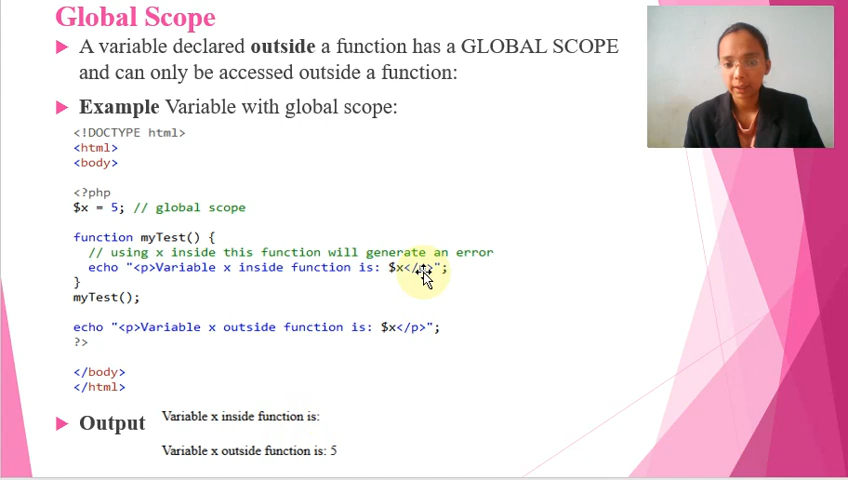 Global Scope
A variable declared outside a function has a GLOBAL SCOPE
and can only be accessed outside a function:
Example Variable with global scope:
<!DOCTYPE html>
<html>
<body>
<?php
$x = 5; // global scope
function myTest() {
// using x inside this function will generate an error
echo "<p>Variable x inside function is: $x</p>";
}
myTest();
echo "<p>Variable x outside function is: $x</p>";
?>
</body>
</html>
Output
Variable x inside function is:
Variable x outside function is: 5